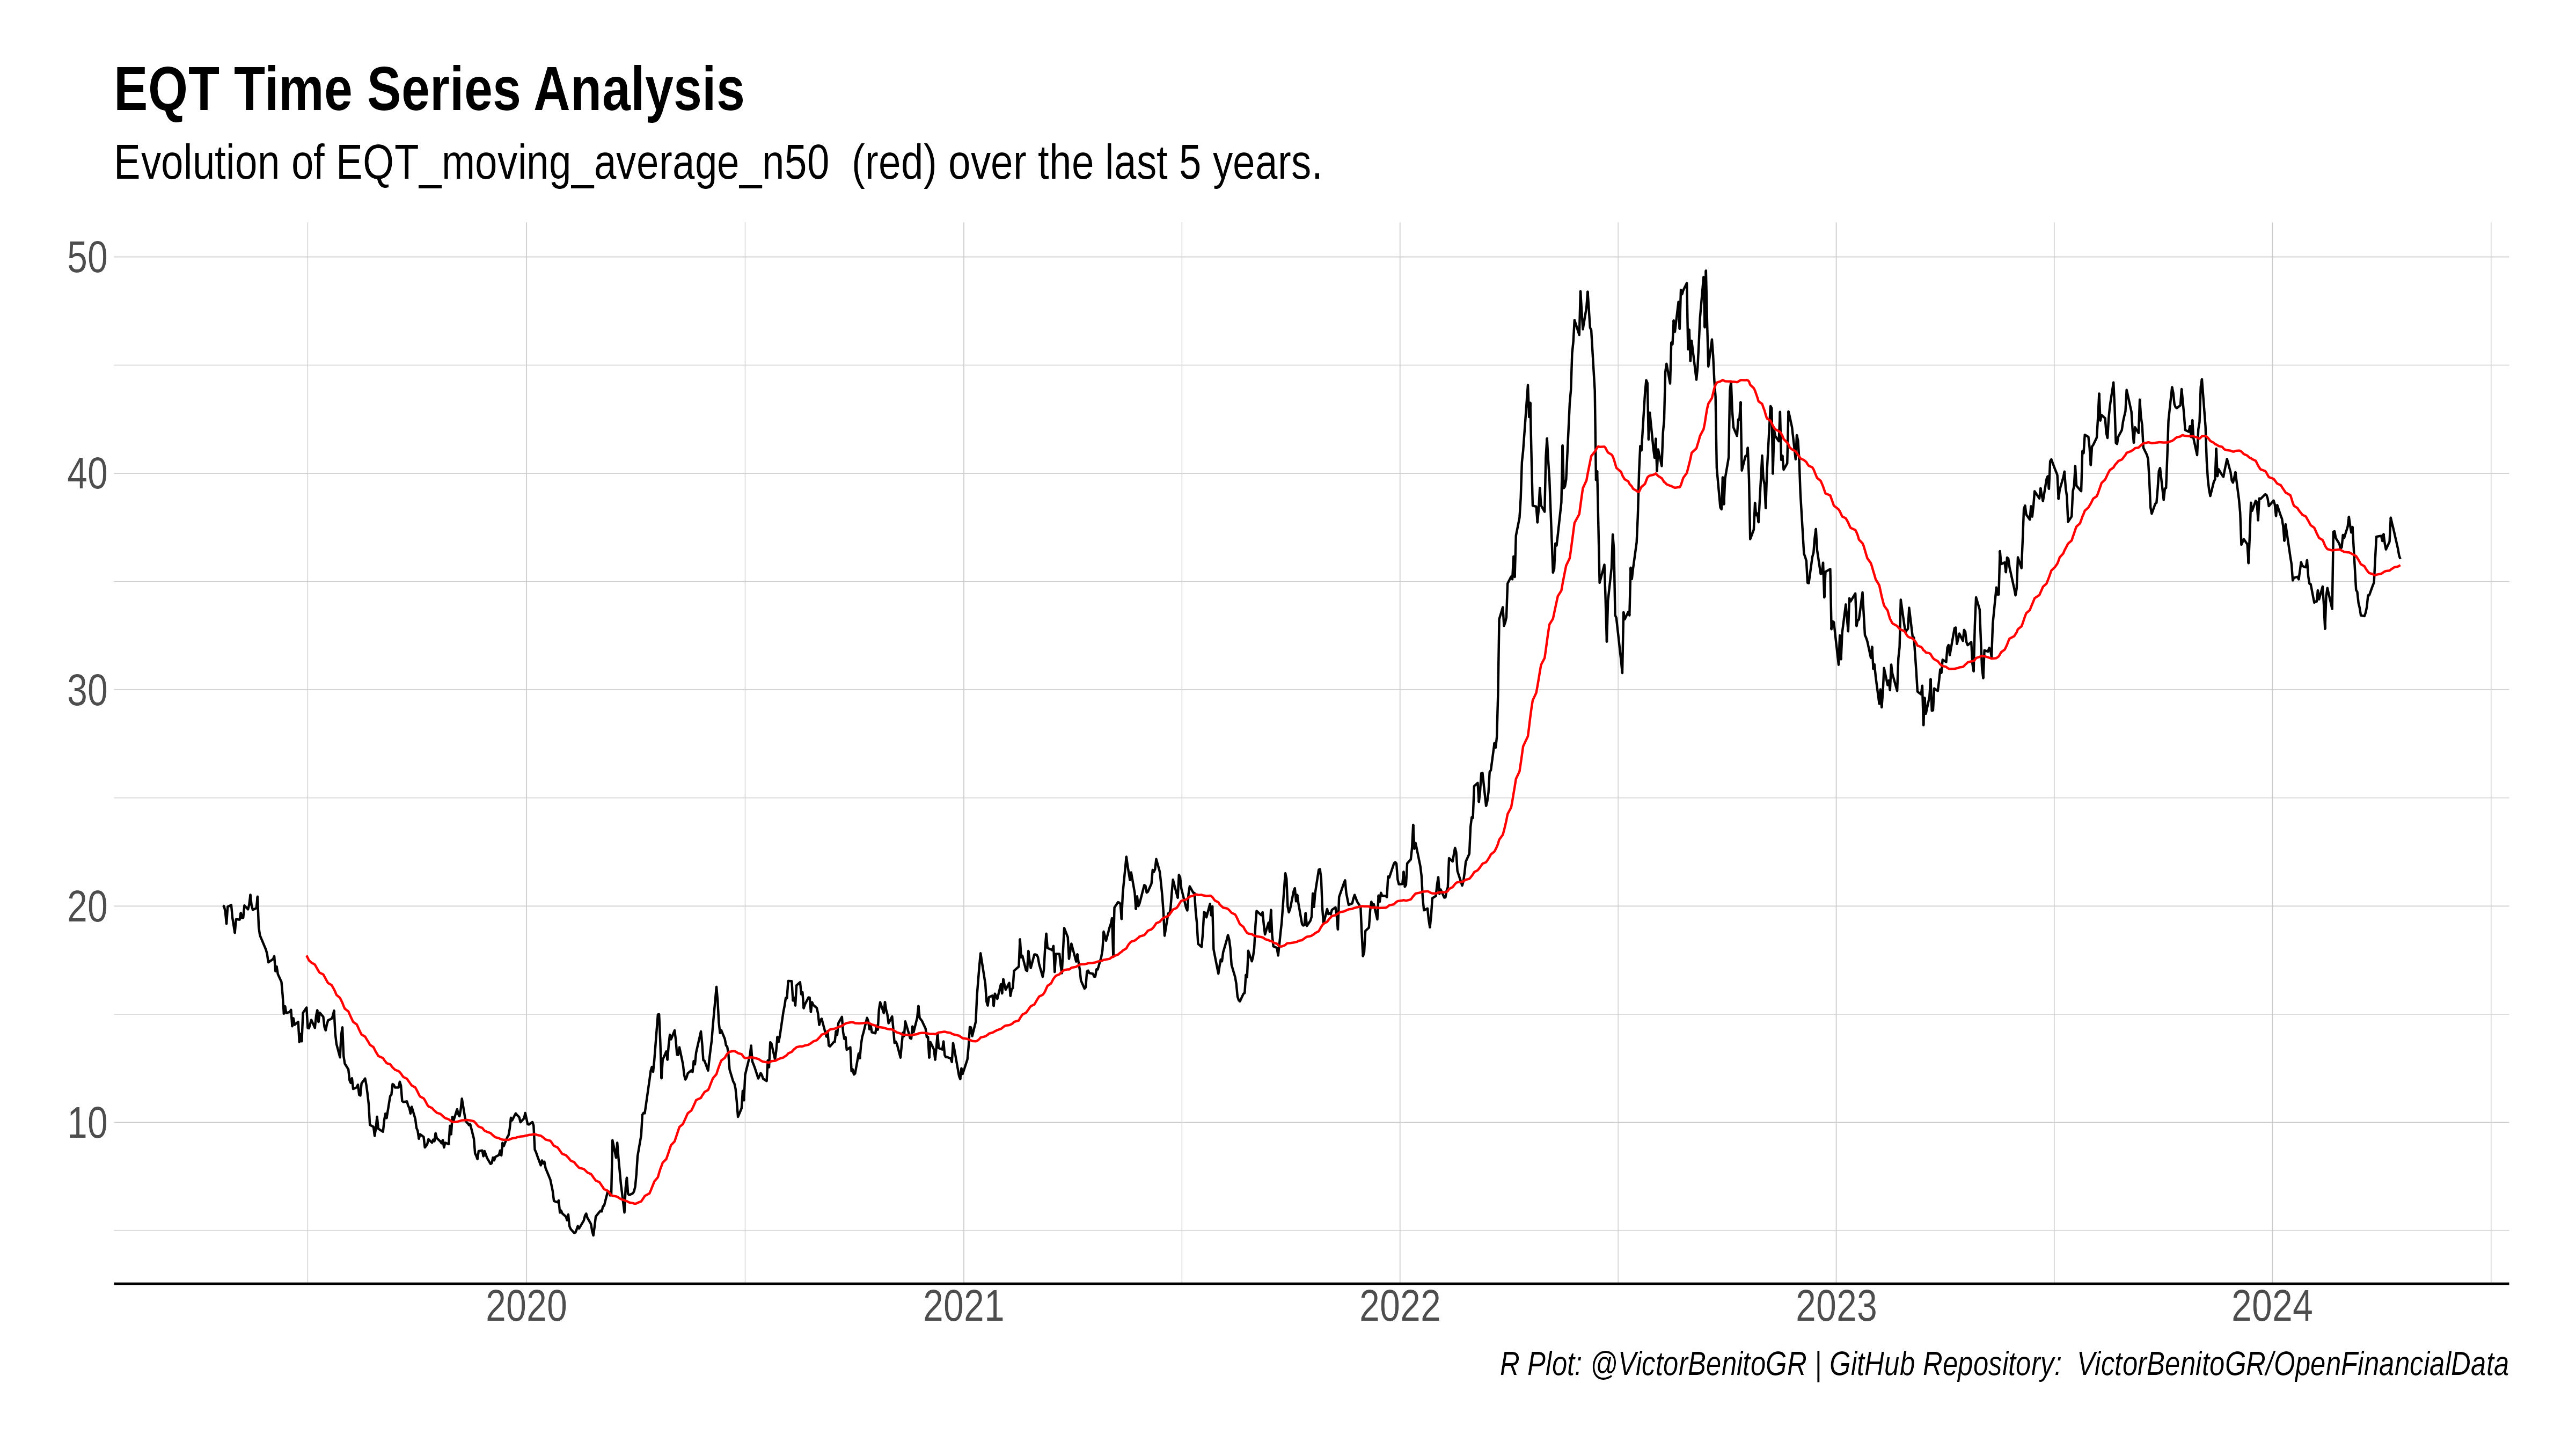 EQT Time Series Analysis
Evolution of EQT_moving_average_n50  (red) over the last 5 years.
50
40
30
20
10
2020 2021 2022 2023 2024
R Plot: @VictorBenitoGR | GitHub Repository:  VictorBenitoGR/OpenFinancialData